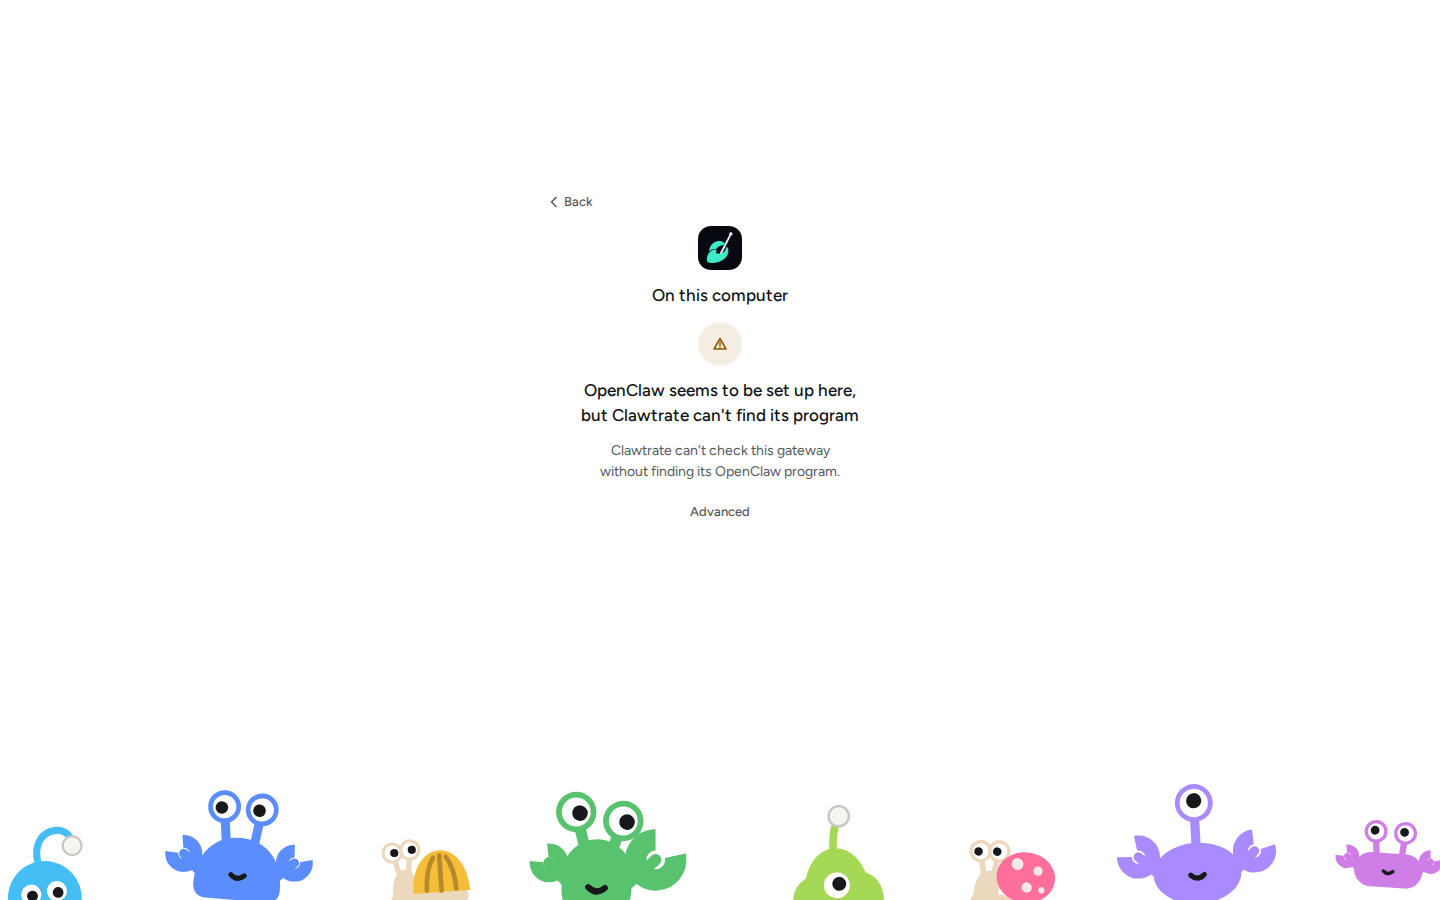 Back
On this computer
OpenClaw seems to be set up here,
but Clawtrate can't find its program
Clawtrate can't check this gateway
without finding its OpenClaw program.
Advanced